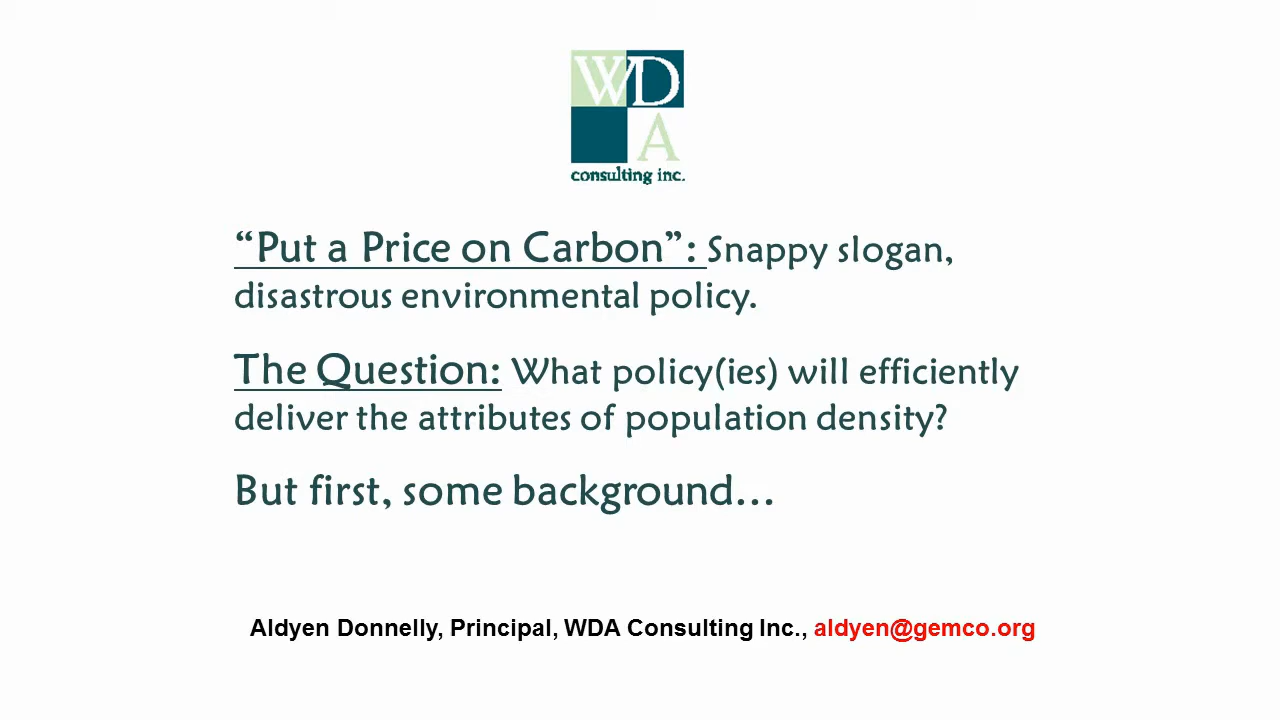 WD
A
consulting inc.
“Put a Price on Carbon”: Snappy slogan,
disastrous environmental policy.
The Question: What policy(ies) will efficiently
deliver the attributes of population density?
But first, some background...
Aldyen Donnelly, Principal, WDA Consulting Inc., aldyen@gemco.org